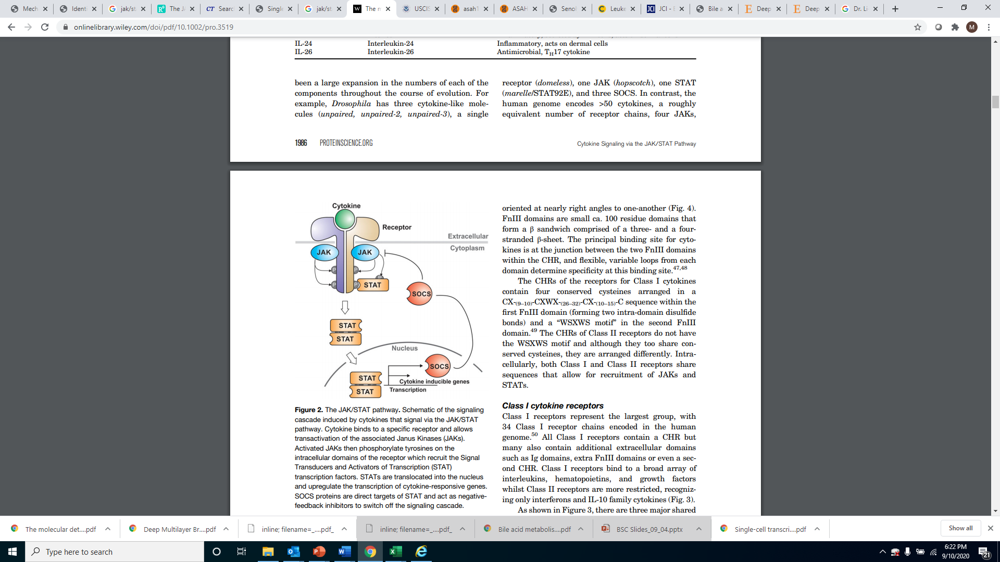 Mech
Identi
jak/st
The J
CT
Searc
Single
jak/st
The n
USCIS
asah1
ASAH
Senol
Leuke
JCI
JCI - E
Bile a
Deep
Deep
Dr. Li
onlinelibrary.wiley.com/doi/pdf/10.1002/pro.3519
M
IL-24 Interleukin-24 Inflammatory, acts on dermal cells
IL-26 Interleukin-26 Antimicrobial, TH17 cytokine
been a large expansion in the numbers of each of the
components throughout the course of evolution. For
example, Drosophila has three cytokine-like mole-
cules (unpaired, unpaired-2, unpaired-3), a single
receptor (domeless), one JAK (hopscotch), one STAT
(marelle/STAT92E), and three SOCS. In contrast, the
human genome encodes >50 cytokines, a roughly
equivalent number of receptor chains, four JAKs,
1986 PROTEINSCIENCE.ORG
Cytokine Signaling via the JAK/STAT Pathway
Cytokine
Receptor
Extracellular
Cytoplasm
JAK
JAK
P
P
P
P
P
STAT
SOCS
STAT
STAT
Nucleus
SOCS
STAT
STAT
Cytokine inducible genes
Transcription
Figure 2. The JAK/STAT pathway. Schematic of the signaling
cascade induced by cytokines that signal via the JAK/STAT
pathway. Cytokine binds to a specific receptor and allows
transactivation of the associated Janus Kinases (JAKs).
Activated JAKs then phosphorylate tyrosines on the
intracellular domains of the receptor which recruit the Signal
Transducers and Activators of Transcription (STAT)
transcription factors. STATs are translocated into the nucleus
and upregulate the transcription of cytokine-responsive genes.
SOCS proteins are direct targets of STAT and act as negative-
feedback inhibitors to switch off the signaling cascade.
oriented at nearly right angles to one-another (Fig. 4).
FnIII domains are small ca. 100 residue domains that
form a β sandwich comprised of a three- and a four-
stranded β-sheet. The principal binding site for cyto-
kines is at the junction between the two FnIII domains
within the CHR, and flexible, variable loops from each
domain determine specificity at this binding site.47,48
The CHRs of the receptors for Class I cytokines
contain four conserved cysteines arranged in a
CX-(9–10)-CXWX-(26–32)-CX-(10–15)-C sequence within the
first FnIII domain (forming two intra-domain disulfide
bonds) and a “WSXWS motif” in the second FnIII
domain.49 The CHRs of Class II receptors do not have
the WSXWS motif and although they too share con-
served cysteines, they are arranged differently. Intra-
cellularly, both Class I and Class II receptors share
sequences that allow for recruitment of JAKs and
STATs.
Class I cytokine receptors
Class I receptors represent the largest group, with
34 Class I receptor chains encoded in the human
genome.50 All Class I receptors contain a CHR but
many also contain additional extracellular domains
such as Ig domains, extra FnIII domains or even a sec-
ond CHR. Class I receptors bind to a broad array of
interleukins, hematopoietins, and growth factors
whilst Class II receptors are more restricted, recogniz-
ing only interferons and IL-10 family cytokines (Fig. 3).
As shown in Figure 3, there are three major shared
The molecular det....pdf
Deep Multilayer Br....pdf
inline; filename=_....pdf_
inline; filename=_....pdf_
Bile acid metabolis....pdf
BSC Slides_09_04.pptx
Single-cell transcri....pdf
Show all
Type here to search
6:22 PM
9/10/2020
21